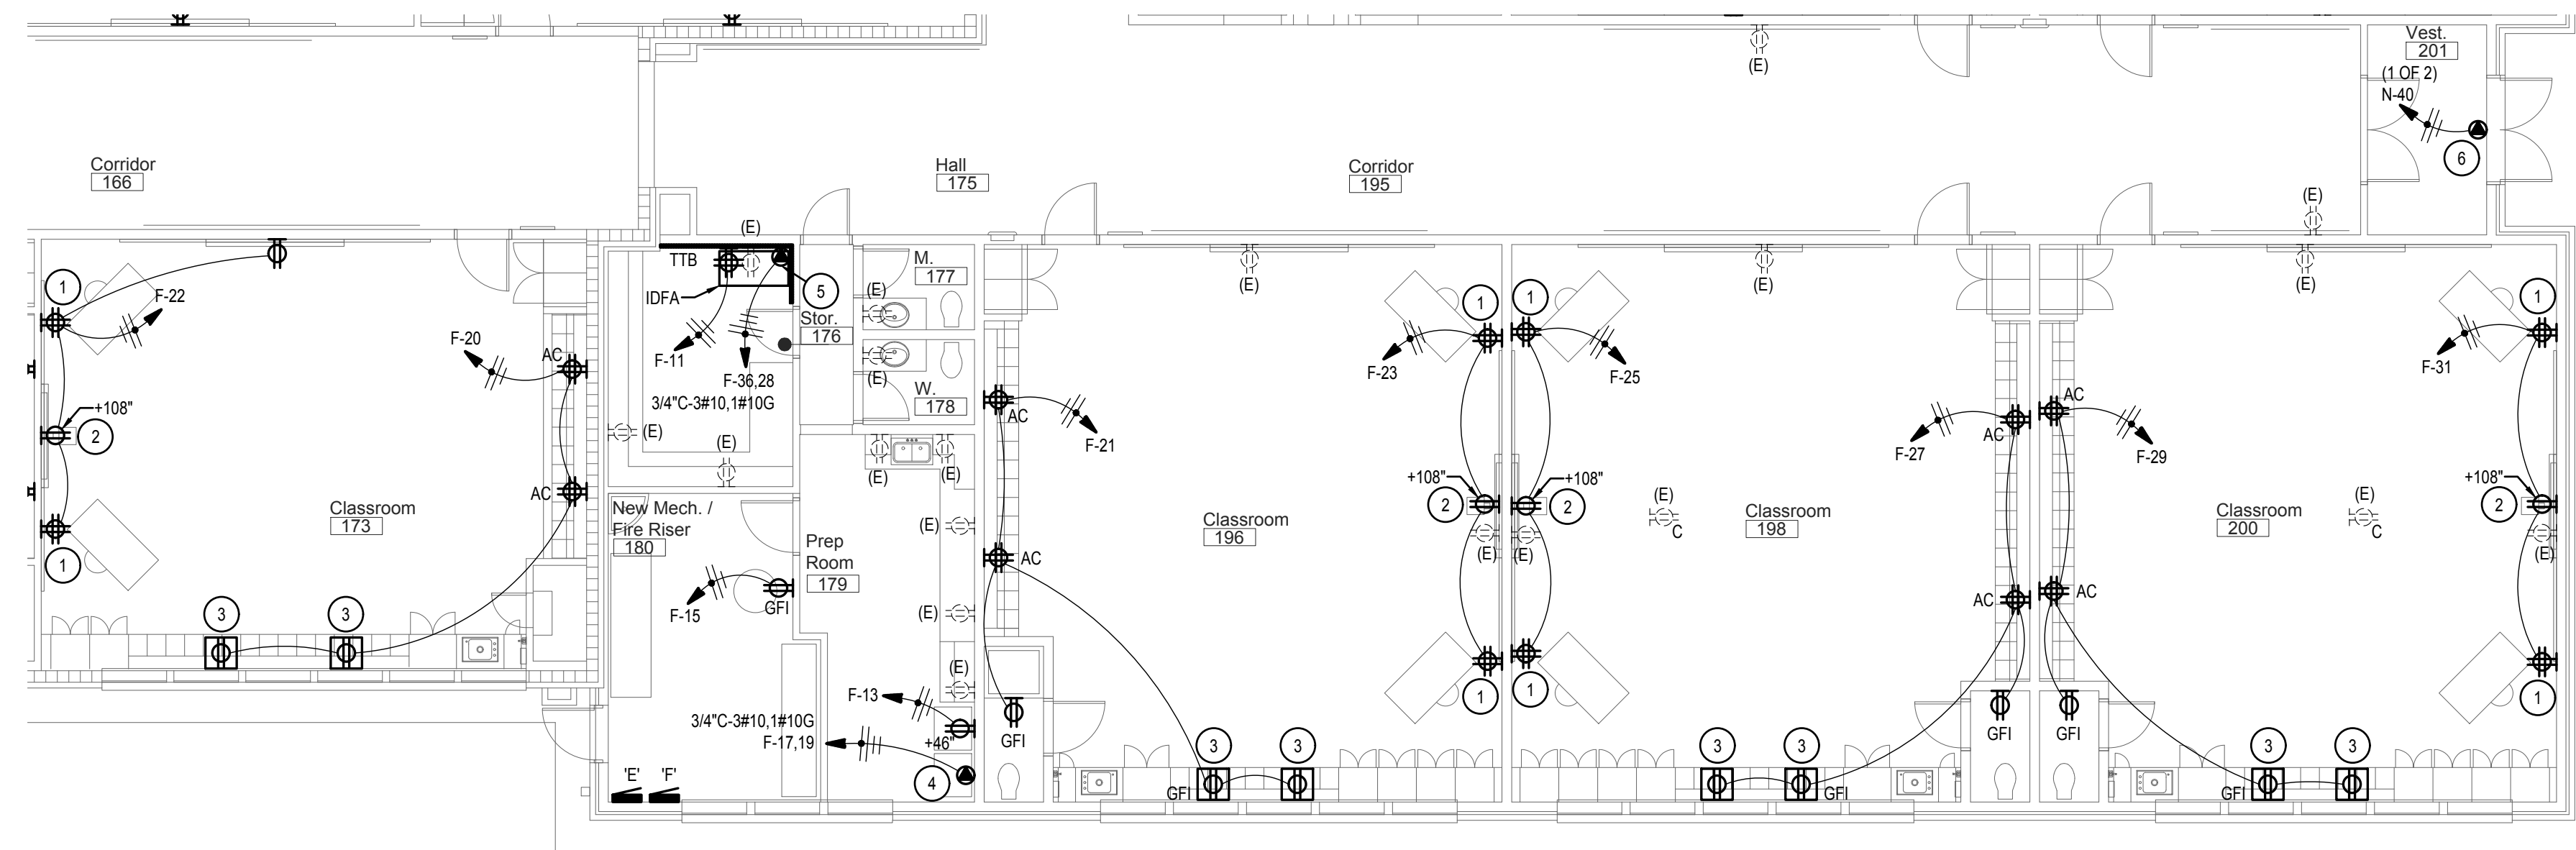 Vest.
201
(1 OF 2)
N-40
6
(E)
Corridor
166
Hall
175
Corridor
195
(E)
1
F-22
F-20
AC
+108"
2
AC
Classroom
173
1
3
3
(E)
TTB
IDFA
5
Stor.
176
F-11
F-36,28
3/4"C-3#10,1#10G
(E)
(E)
M.
177
(E)
(E)
W.
178
(E)
(E)
New Mech. /
Fire Riser
180
F-15
GFI
'E'
'F'
Prep
Room
179
(E)
(E)
(E)
F-13
3/4"C-3#10,1#10G
F-17,19
+46"
4
(E)
AC
F-21
AC
GFI
Classroom
196
1
F-23
+108"
2
(E)
1
3
3
GFI
(E)
1
F-25
+108"
2
(E)
1
(E)
C
Classroom
198
F-27
AC
AC
GFI
3
3
GFI
(E)
AC
F-29
AC
GFI
Classroom
200
(E)
C
1
F-31
+108"
2
(E)
1
3
3
GFI